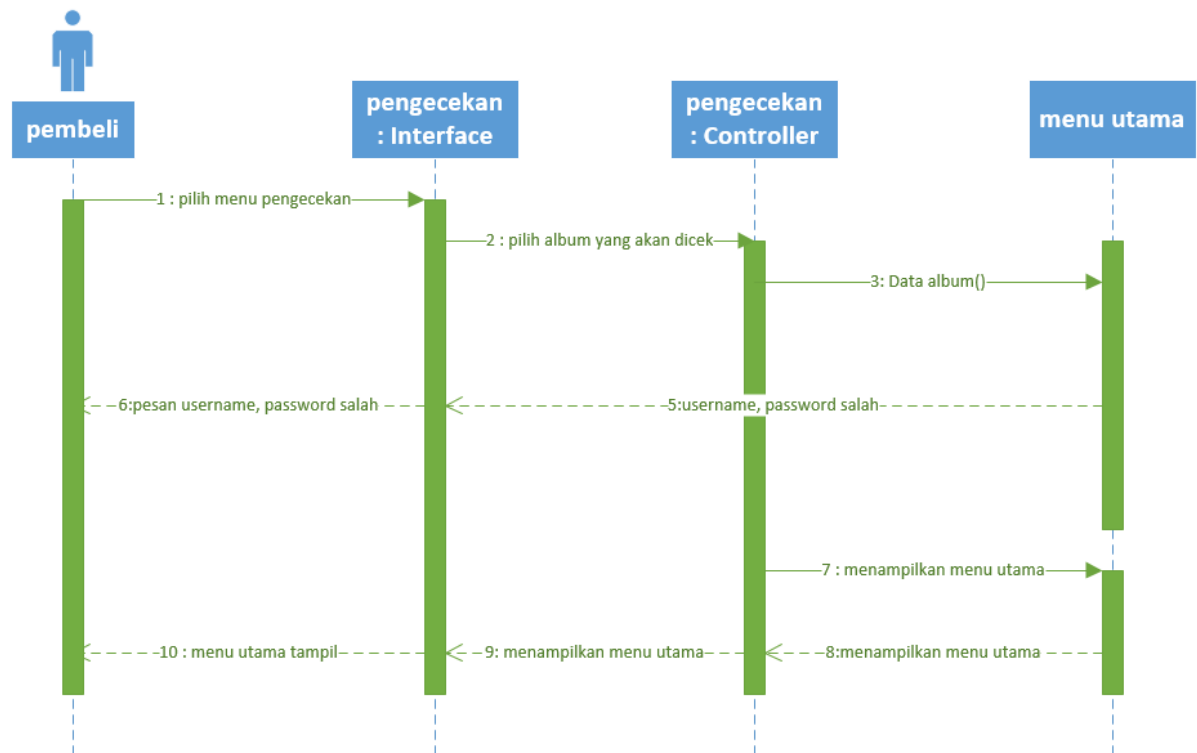 pembeli
pengecekan
: Interface
pengecekan
: Controller
menu utama
1 : pilih menu pengecekan
2 : pilih album yang akan dicek
3: Data album()
6:pesan username, password salah
5:username, password salah
7 : menampilkan menu utama
10 : menu utama tampil
9: menampilkan menu utama
8:menampilkan menu utama